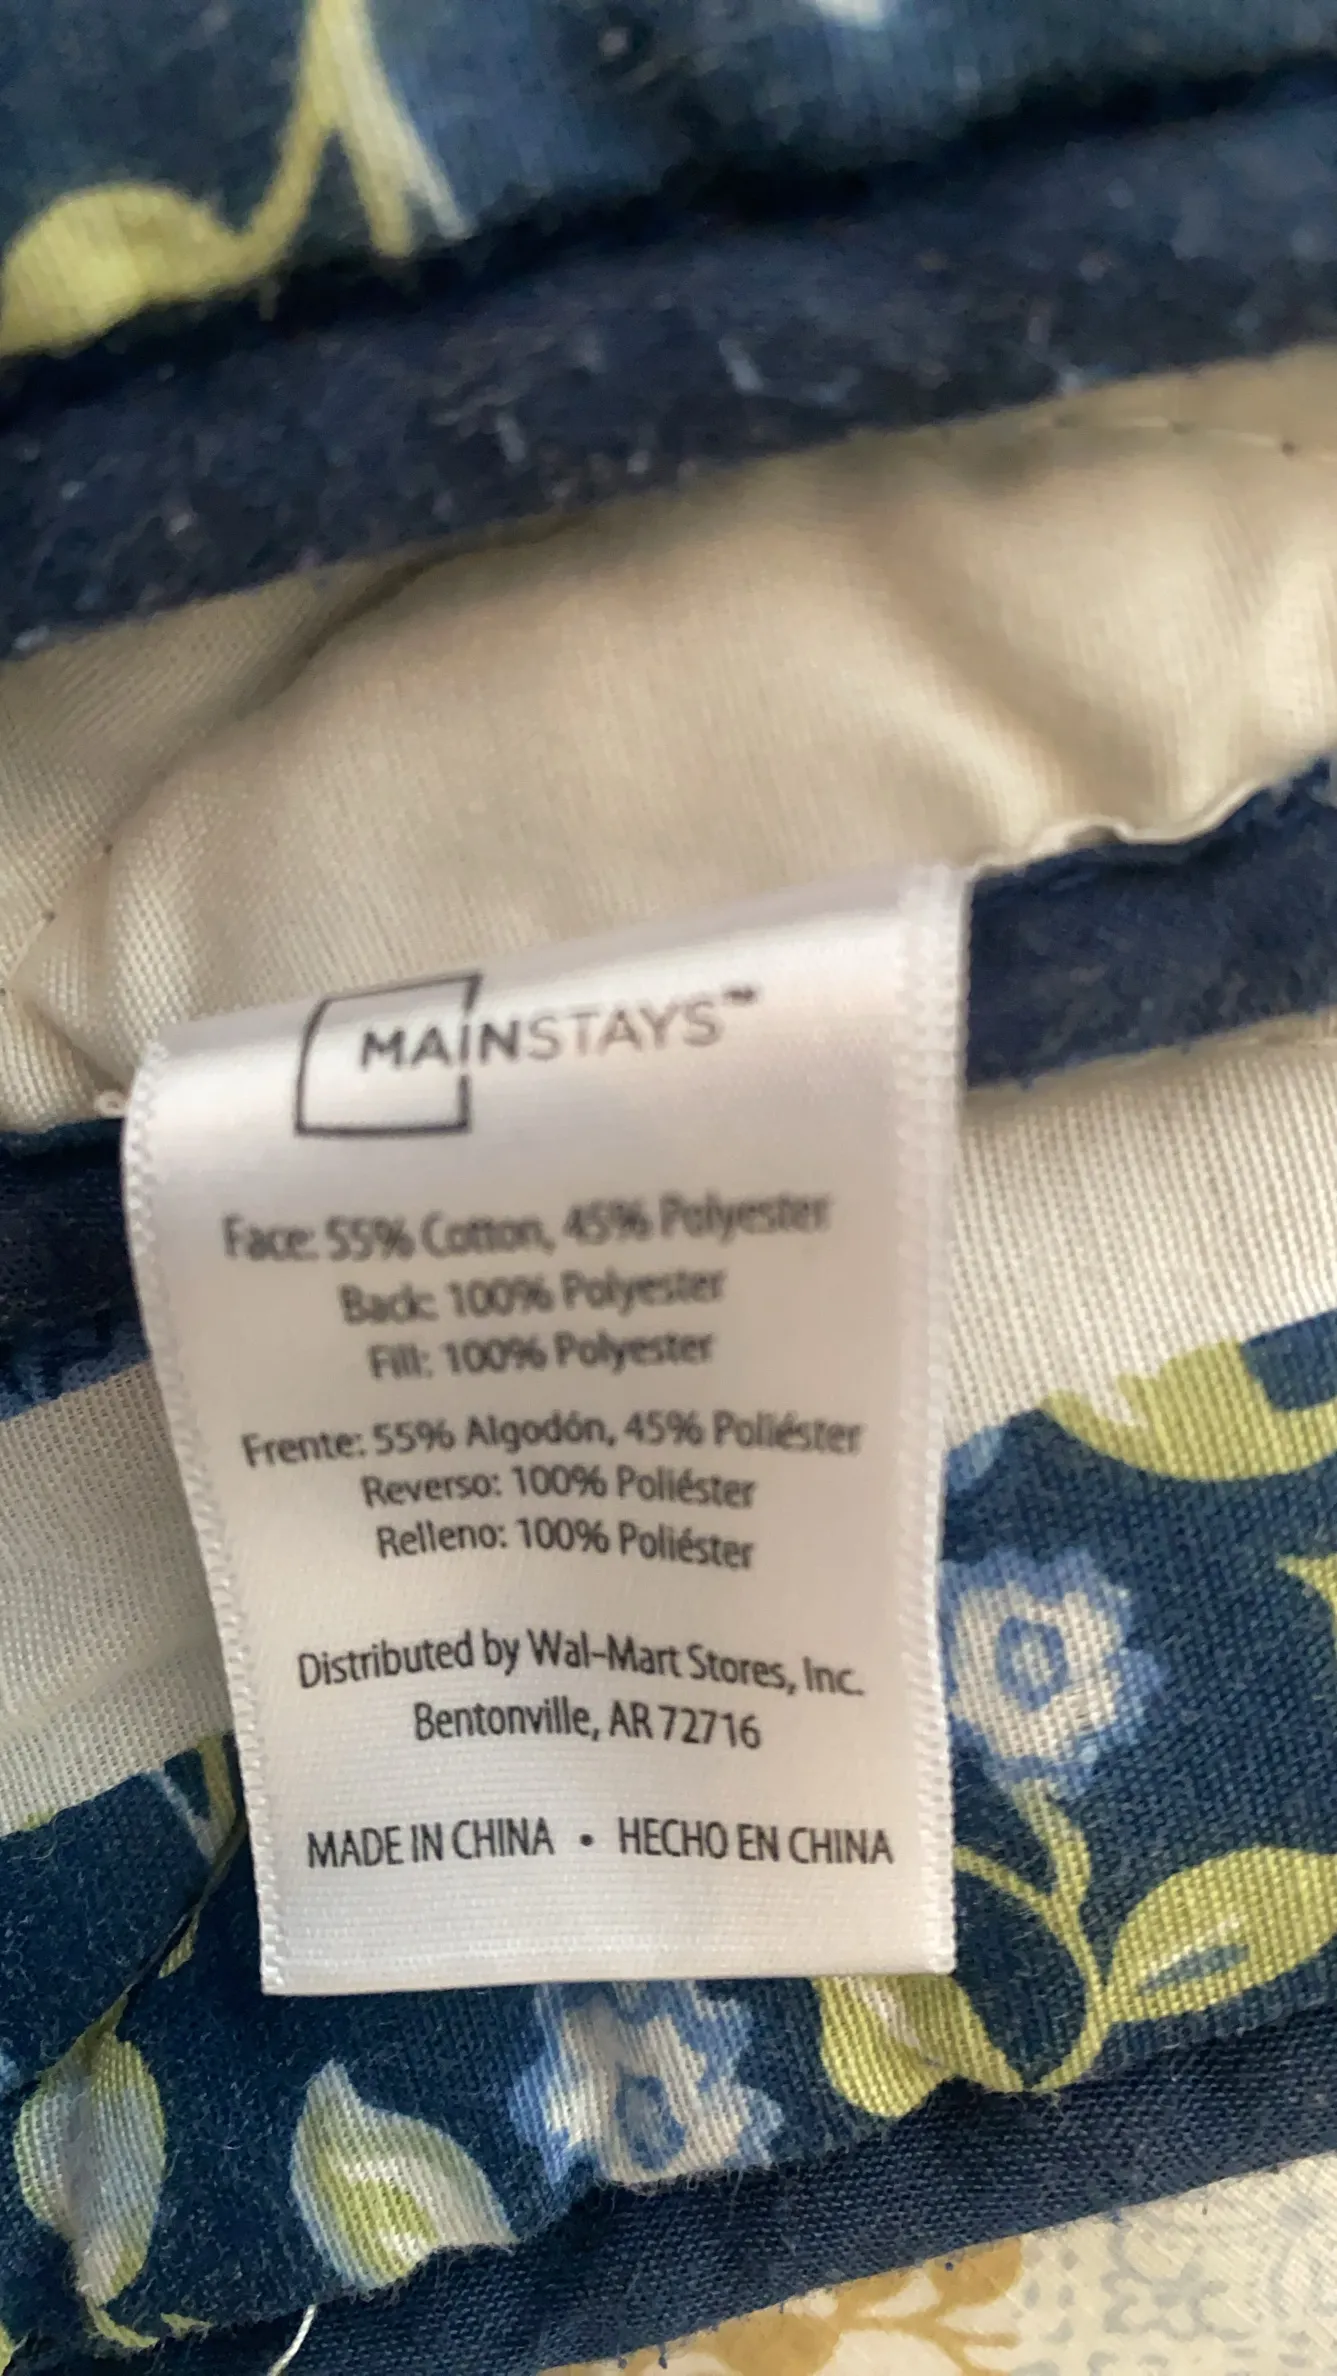 MAINSTAYS™
Face: 55% Cotton, 45% Polyester
Back: 100% Polyester
Fill: 100% Polyester
Frente: 55% Algodón, 45% Poliéster
Reverso: 100% Poliéster
Relleno: 100% Poliéster
Distributed by Wal-Mart Stores, Inc.
Bentonville, AR 72716
MADE IN CHINA • HECHO EN CHINA